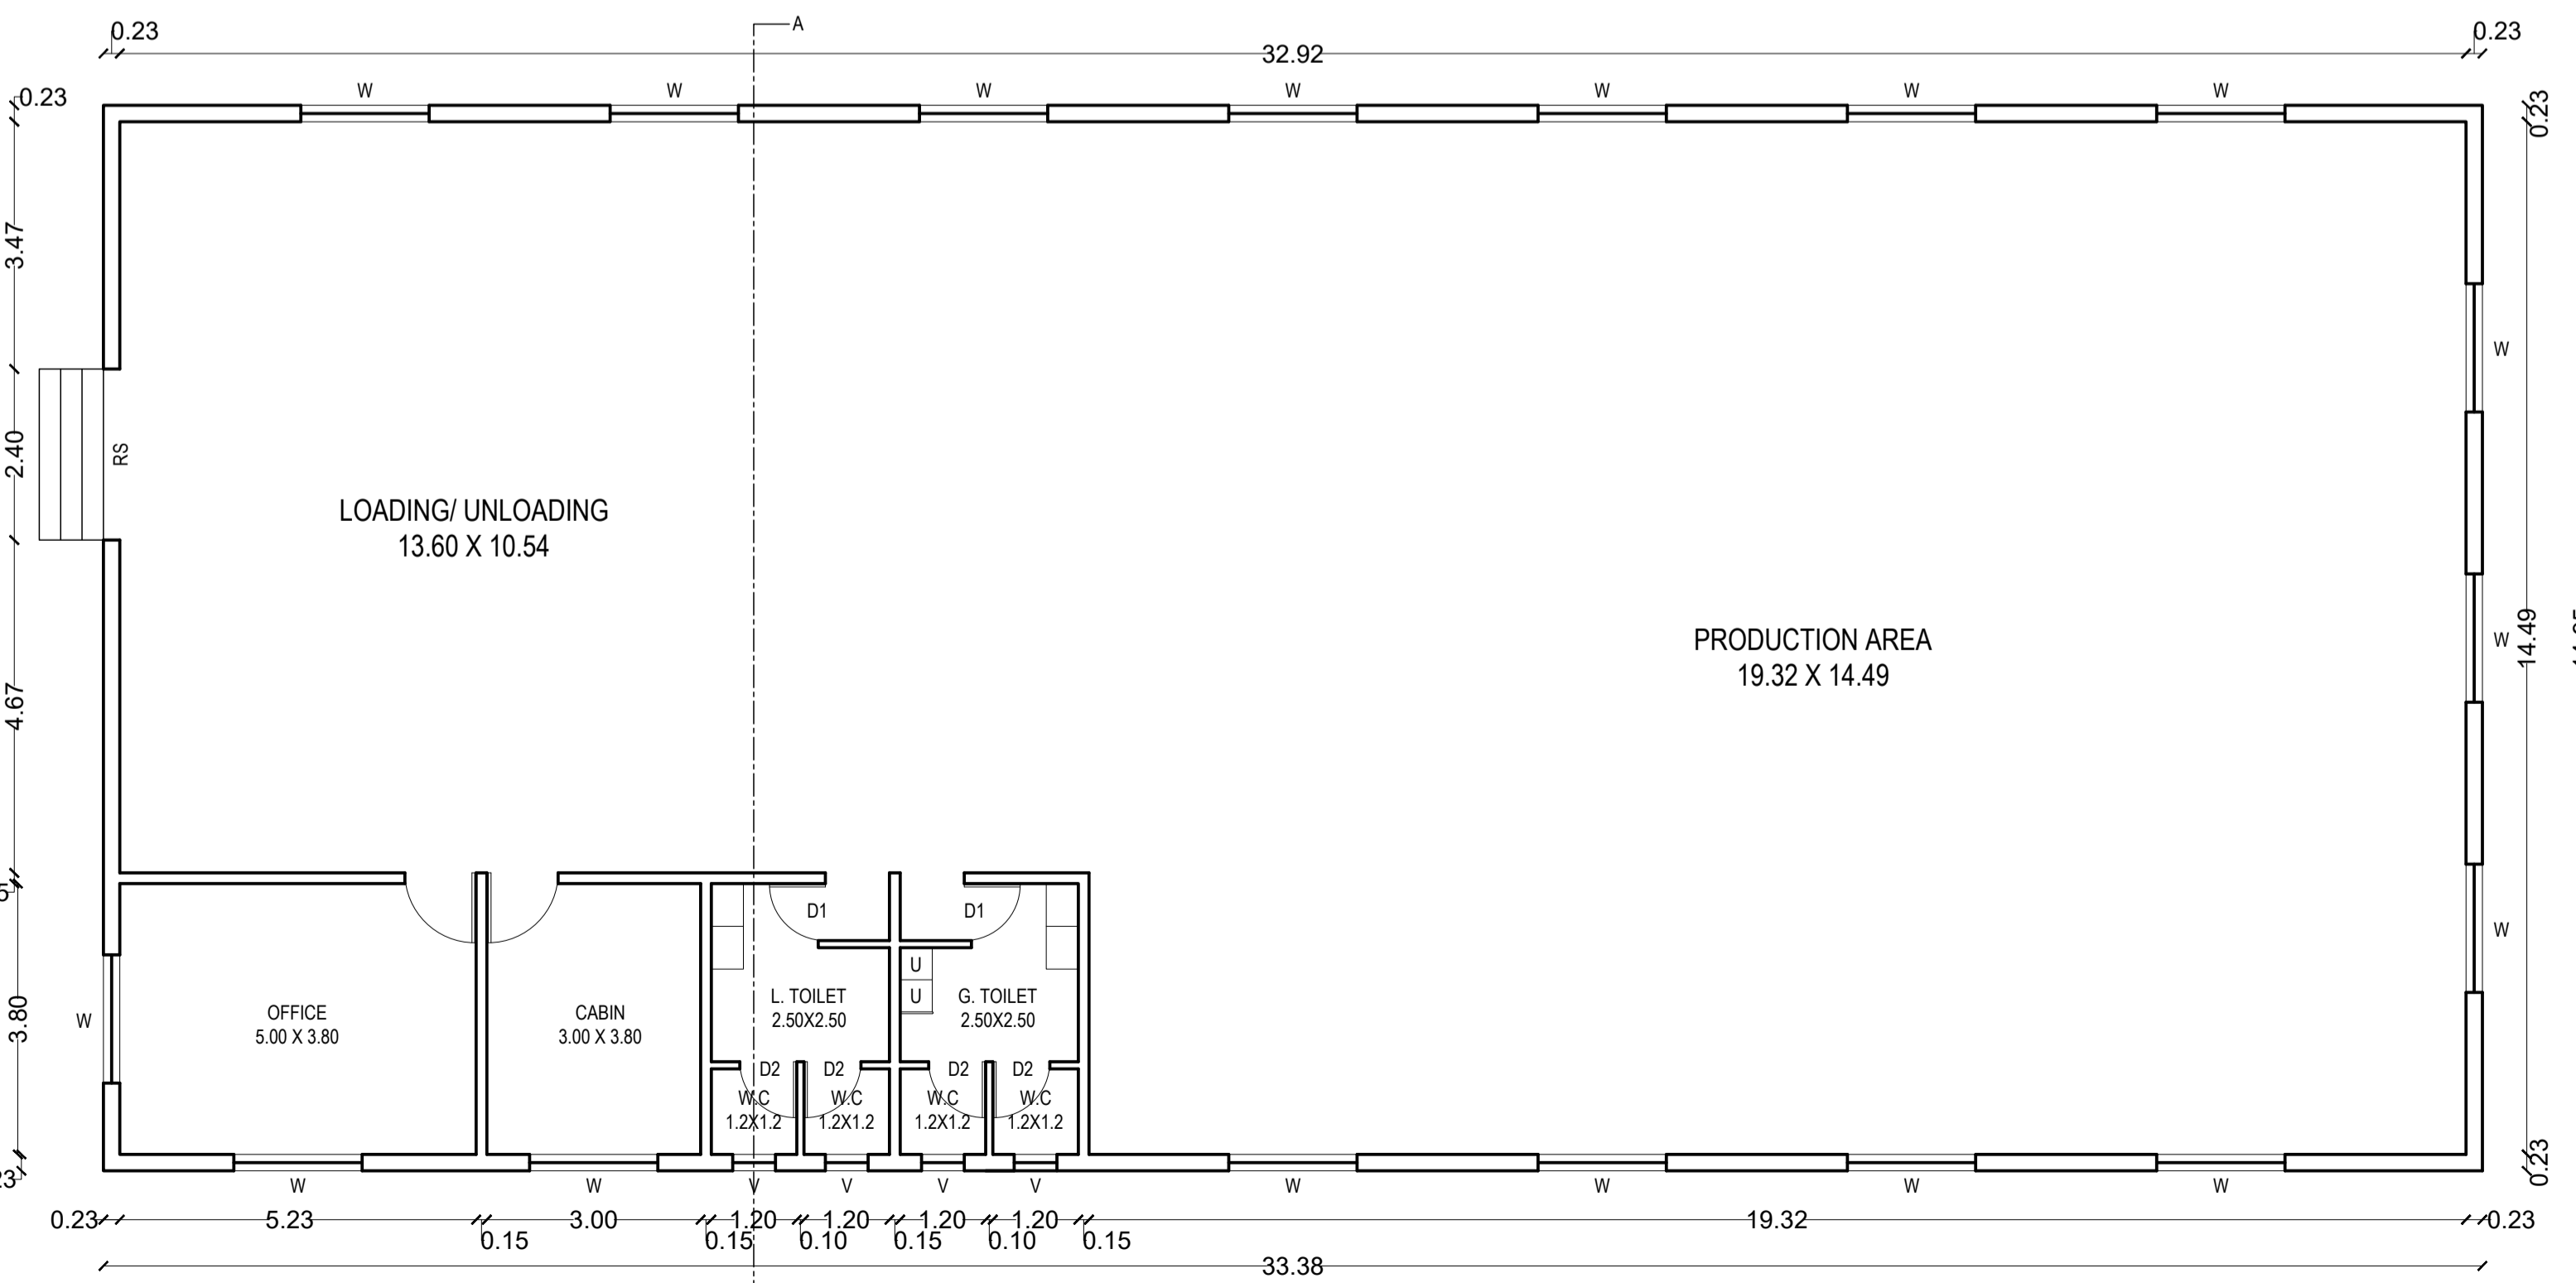 A
0.23
32.92
0.23
0.23
W
W
W
W
W
W
W
0.23
3.47
2.40
RS
LOADING/ UNLOADING
13.60 X 10.54
W
PRODUCTION AREA
19.32 X 14.49
W
14.49
4.67
D1
D1
W
U
U
OFFICE
5.00 X 3.80
CABIN
3.00 X 3.80
L. TOILET
2.50X2.50
G. TOILET
2.50X2.50
W
3.80
D2
D2
D2
D2
W.C
1.2X1.2
W.C
1.2X1.2
W.C
1.2X1.2
W.C
1.2X1.2
0.23
W
W
V
V
V
V
W
W
W
W
0.23
5.23
3.00
1.20
1.20
1.20
1.20
19.32
0.23
0.15
0.15
0.10
0.15
0.10
0.15
33.38